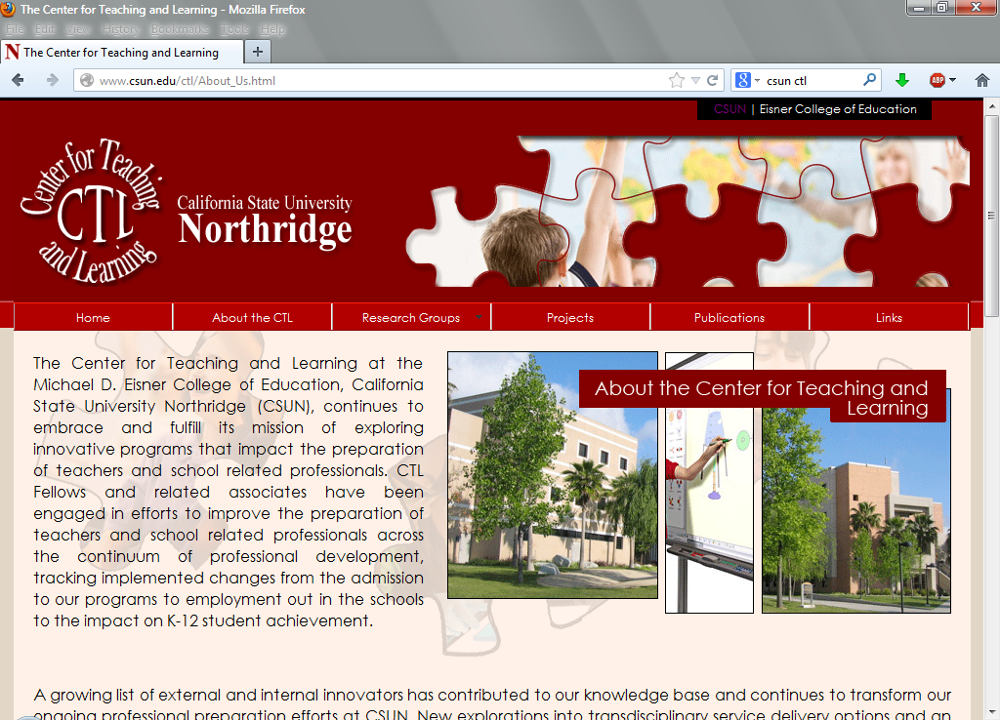 The Center for Teaching and Learning - Mozilla Firefox
File Edit View History Bookmarks Tools Help
N The Center for Teaching and Learning
www.csun.edu/ctl/About_Us.html
8 csun ctl
ABP
CSUN | Eisner College of Education
Center for Teaching
CTL
and Learning
California State University
Northridge
Home About the CTL Research Groups Projects Publications Links
The Center for Teaching and Learning at the
Michael D. Eisner College of Education, California
State University Northridge (CSUN), continues to
embrace and fulfill its mission of exploring
innovative programs that impact the preparation
of teachers and school related professionals. CTL
Fellows and related associates have been
engaged in efforts to improve the preparation of
teachers and school related professionals across
the continuum of professional development,
tracking implemented changes from the admission
to our programs to employment out in the schools
to the impact on K-12 student achievement.
About the Center for Teaching and
Learning
A growing list of external and internal innovators has contributed to our knowledge base and continues to transform our
ongoing professional preparation efforts at CSUN. New explorations into transdisciplinary service delivery options and an